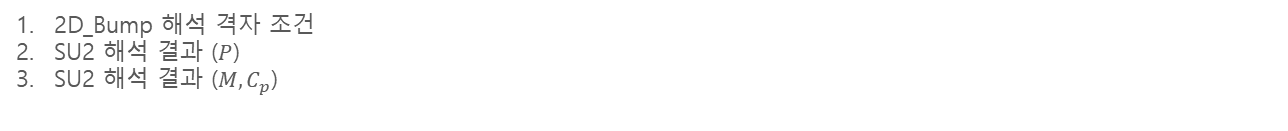 1. 2D_Bump 해석 격자 조건
2. SU2 해석 결과 (P)
3. SU2 해석 결과 (M, C_p)